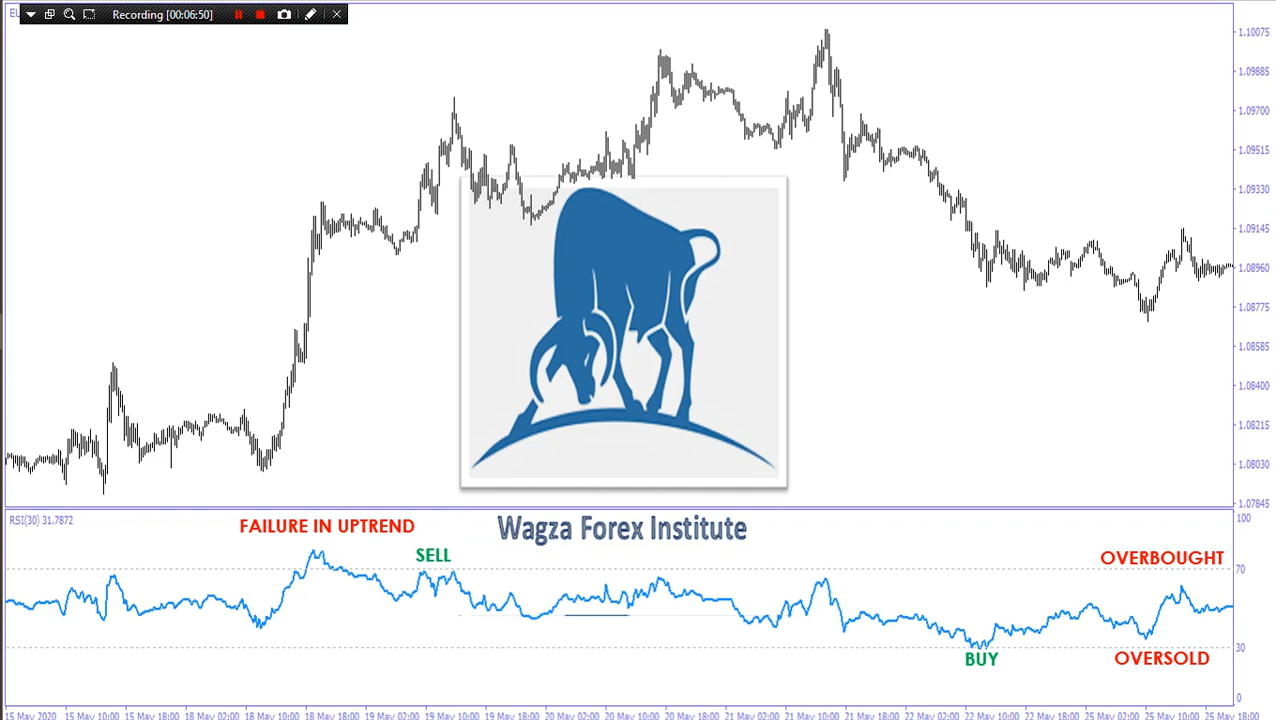 Recording [00:06:50]
1.10075
1.09885
1.09700
1.09515
1.09330
1.09145
1.08960
1.08775
1.08585
1.08400
1.08215
1.08030
1.07845
RSI(30) 31.7872
Wagza Forex Institute
100
FAILURE IN UPTREND
SELL
OVERBOUGHT
70
BUY
OVERSOLD
30
0
15 May 2020 15 May 10:00 15 May 18:00 18 May 02:00 18 May 10:00 18 May 18:00 19 May 02:00 19 May 10:00 19 May 18:00 20 May 02:00 20 May 10:00 20 May 18:00 21 May 02:00 21 May 10:00 21 May 18:00 22 May 02:00 22 May 10:00 22 May 18:00 25 May 02:00 25 May 10:00 25 May 18:00